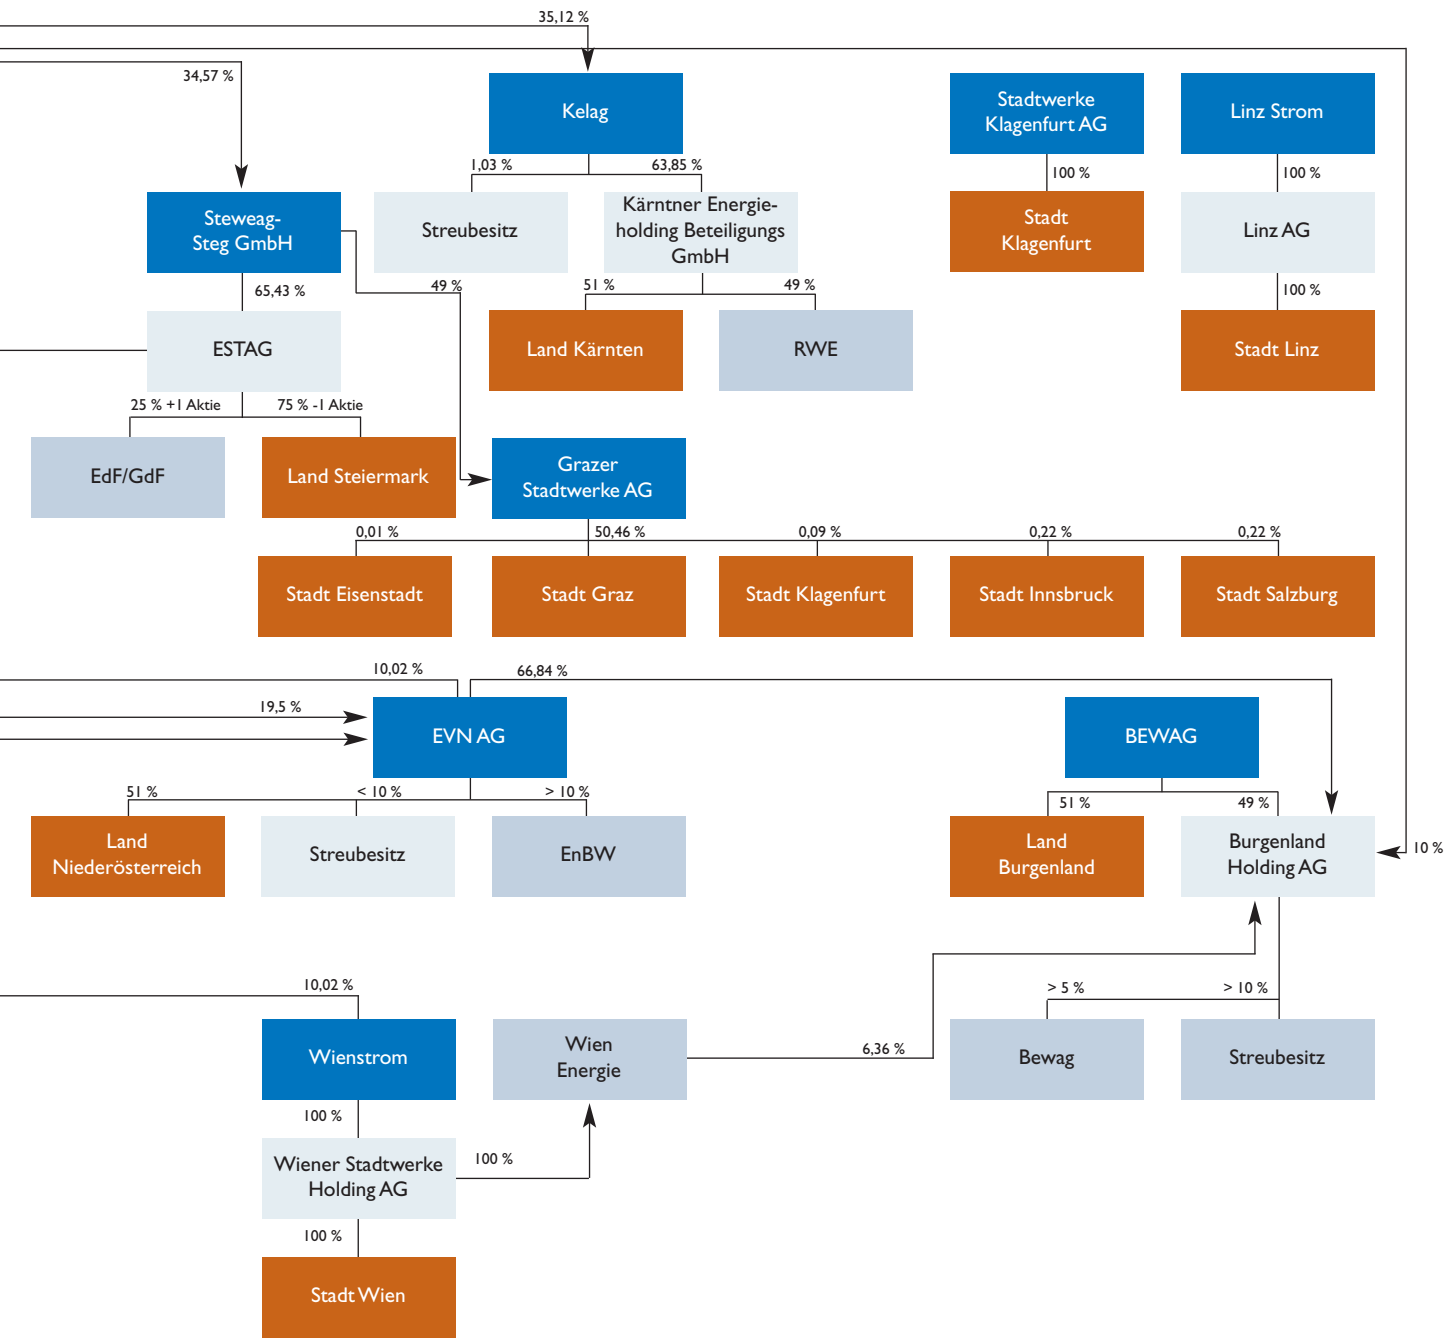 35,12 %
34,57 %
Kelag
Stadtwerke
Klagenfurt AG
Linz Strom
1,03 %
63,85 %
100 %
100 %
Steweag-
Steg GmbH
Streubesitz
Kärntner Energie-
holding Beteiligungs
GmbH
Stadt
Klagenfurt
Linz AG
65,43 %
49 %
51 %
49 %
100 %
ESTAG
Land Kärnten
RWE
Stadt Linz
25 % +1 Aktie
75 % -1 Aktie
EdF/GdF
Land Steiermark
Grazer
Stadtwerke AG
0,01 %
50,46 %
0,09 %
0,22 %
0,22 %
Stadt Eisenstadt
Stadt Graz
Stadt Klagenfurt
Stadt Innsbruck
Stadt Salzburg
10,02 %
66,84 %
19,5 %
EVN AG
BEWAG
51 %
< 10 %
> 10 %
51 %
49 %
Land
Niederösterreich
Streubesitz
EnBW
Land
Burgenland
Burgenland
Holding AG
10 %
10,02 %
> 5 %
> 10 %
Wienstrom
Wien
Energie
6,36 %
Bewag
Streubesitz
100 %
Wiener Stadtwerke
Holding AG
100 %
100 %
Stadt Wien